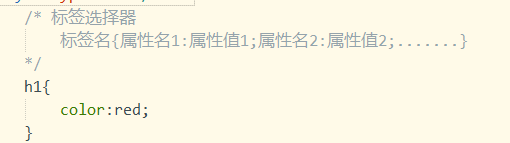 /* 标签选择器
标签名{属性名1:属性值1;属性名2:属性值2;.......}
*/
h1{
color:red;
}